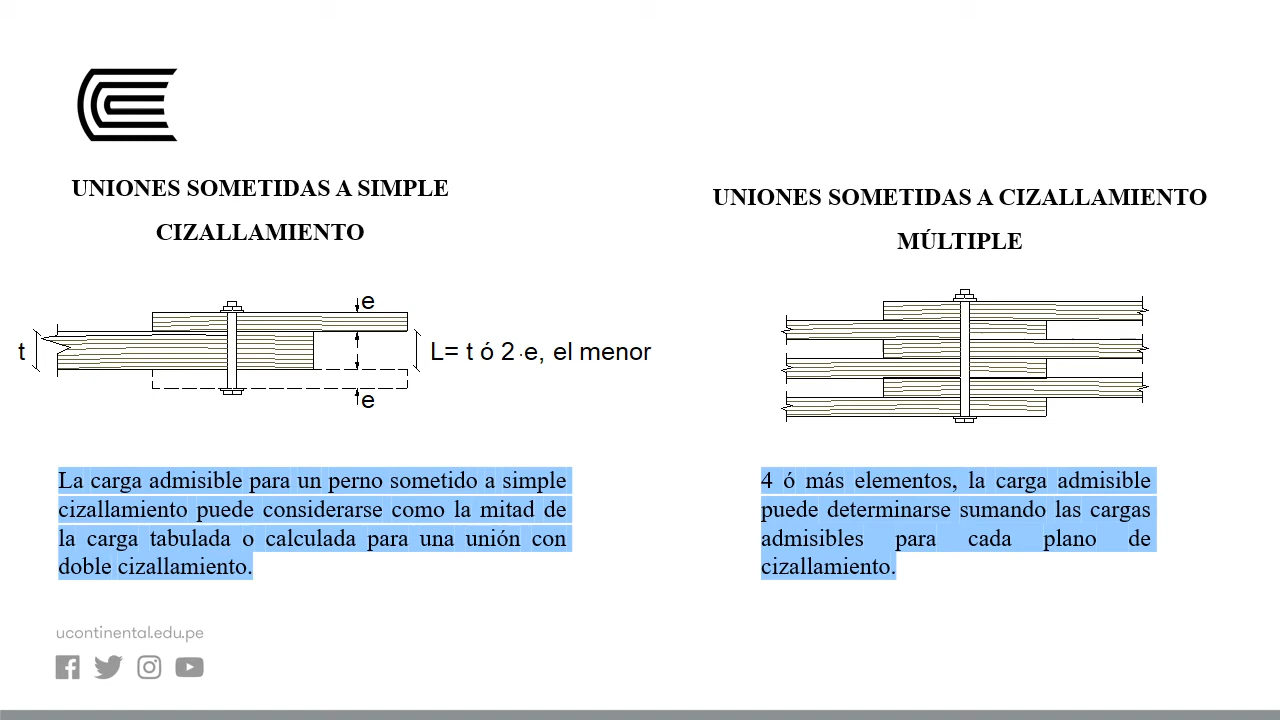 UNIONES SOMETIDAS A SIMPLE
CIZALLAMIENTO
e
t
L= t ó 2·e, el menor
e
La carga admisible para un perno sometido a simple
cizallamiento puede considerarse como la mitad de
la carga tabulada o calculada para una unión con
doble cizallamiento.
UNIONES SOMETIDAS A CIZALLAMIENTO
MÚLTIPLE
4 ó más elementos, la carga admisible
puede determinarse sumando las cargas
admisibles para cada plano de
cizallamiento.
ucontinental.edu.pe